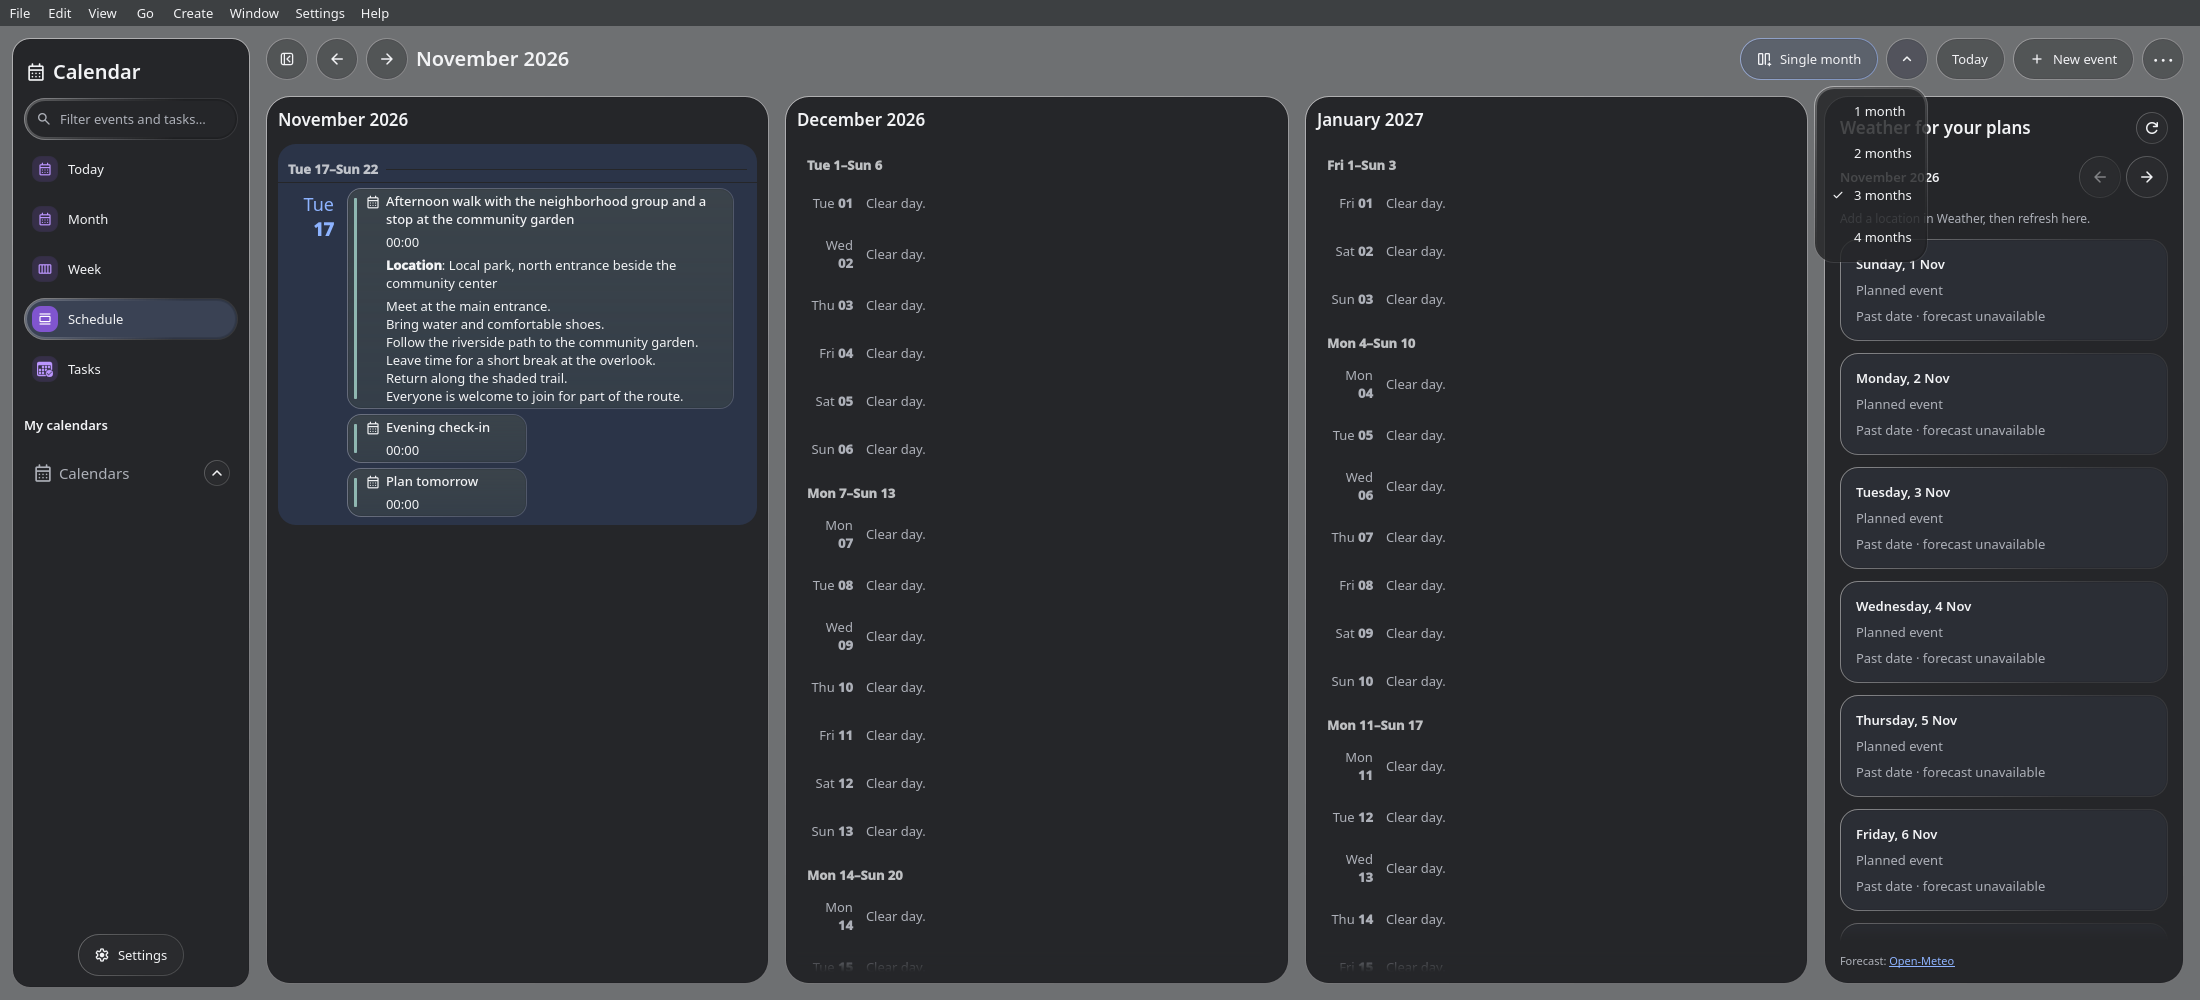 File Edit View Go Create Window Settings Help
Calendar
Filter events and tasks...
Today
Month
Week
Schedule
Tasks
My calendars
Calendars
Settings
November 2026
Single month
Today
New event
November 2026
Tue 17–Sun 22
Tue
17
Afternoon walk with the neighborhood group and a
stop at the community garden
00:00
Location: Local park, north entrance beside the
community center
Meet at the main entrance.
Bring water and comfortable shoes.
Follow the riverside path to the community garden.
Leave time for a short break at the overlook.
Return along the shaded trail.
Everyone is welcome to join for part of the route.
Evening check-in
00:00
Plan tomorrow
00:00
December 2026
Tue 1–Sun 6
Tue 01 Clear day.
Wed
02 Clear day.
Thu 03 Clear day.
Fri 04 Clear day.
Sat 05 Clear day.
Sun 06 Clear day.
Mon 7–Sun 13
Mon
07 Clear day.
Tue 08 Clear day.
Wed
09 Clear day.
Thu 10 Clear day.
Fri 11 Clear day.
Sat 12 Clear day.
Sun 13 Clear day.
Mon 14–Sun 20
Mon
14 Clear day.
Tue 15 Clear day.
January 2027
Fri 1–Sun 3
Fri 01 Clear day.
Sat 02 Clear day.
Sun 03 Clear day.
Mon 4–Sun 10
Mon
04 Clear day.
Tue 05 Clear day.
Wed
06 Clear day.
Thu 07 Clear day.
Fri 08 Clear day.
Sat 09 Clear day.
Sun 10 Clear day.
Mon 11–Sun 17
Mon
11 Clear day.
Tue 12 Clear day.
Wed
13 Clear day.
Thu 14 Clear day.
Fri 15 Clear day.
1 month
2 months
3 months
4 months
Weather for your plans
November 2026
Add a location in Weather, then refresh here.
Sunday, 1 Nov
Planned event
Past date · forecast unavailable
Monday, 2 Nov
Planned event
Past date · forecast unavailable
Tuesday, 3 Nov
Planned event
Past date · forecast unavailable
Wednesday, 4 Nov
Planned event
Past date · forecast unavailable
Thursday, 5 Nov
Planned event
Past date · forecast unavailable
Friday, 6 Nov
Planned event
Past date · forecast unavailable
Forecast: Open-Meteo